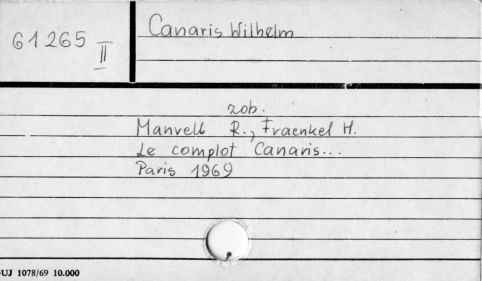 61265
II
Canaris Wilhelm
zob.
Manvell R., Fraenkel H.
Le complot Canaris...
Paris 1969
UJ 1078/69 10.000